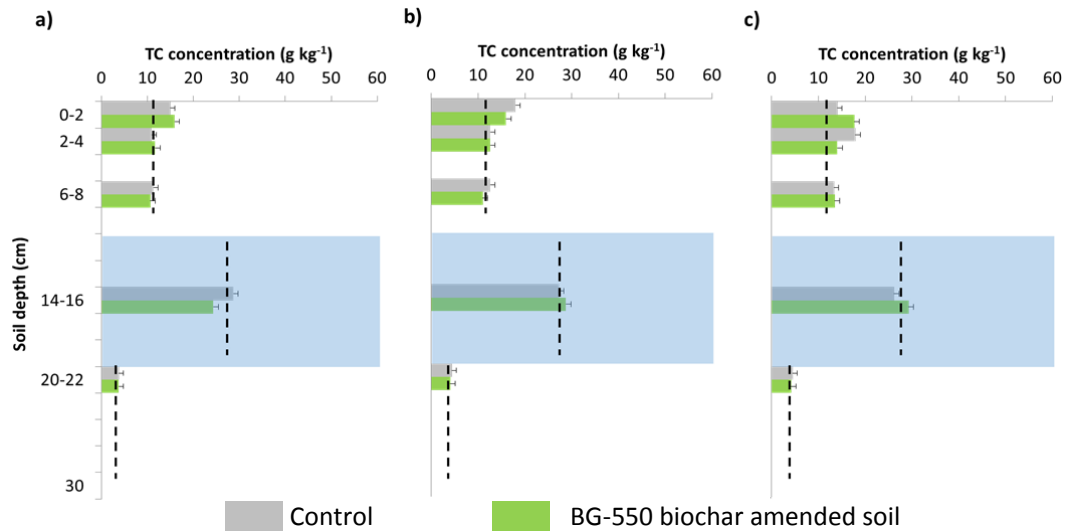 a)
TC concentration (g kg⁻¹)
0 10 20 30 40 50 60
b)
TC concentration (g kg⁻¹)
0 10 20 30 40 50 60
c)
TC concentration (g kg⁻¹)
0 10 20 30 40 50 60
Soil depth (cm)
0-2
2-4
6-8
14-16
20-22
30
Control
BG-550 biochar amended soil